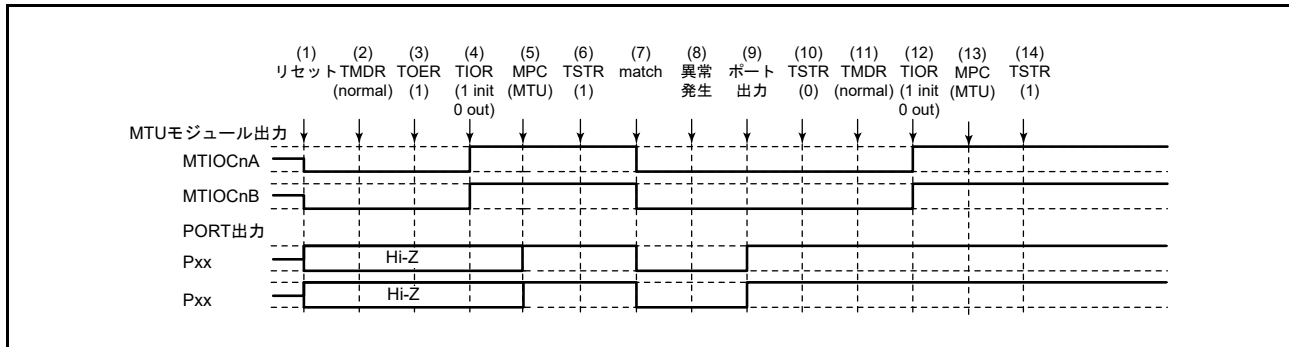 (1) (2) (3) (4) (5) (6) (7) (8) (9) (10) (11) (12) (13) (14)
リセット TMDR TOER TIOR MPC TSTR match 異常 ポート TSTR TMDR TIOR MPC TSTR
(normal) (1) (1 init (MTU) (1) 発生 出力 (0) (normal) (1 init (MTU) (1)
0 out) 0 out)
MTUモジュール出力
MTIOCnA
MTIOCnB
PORT出力
Pxx Hi-Z
Pxx Hi-Z